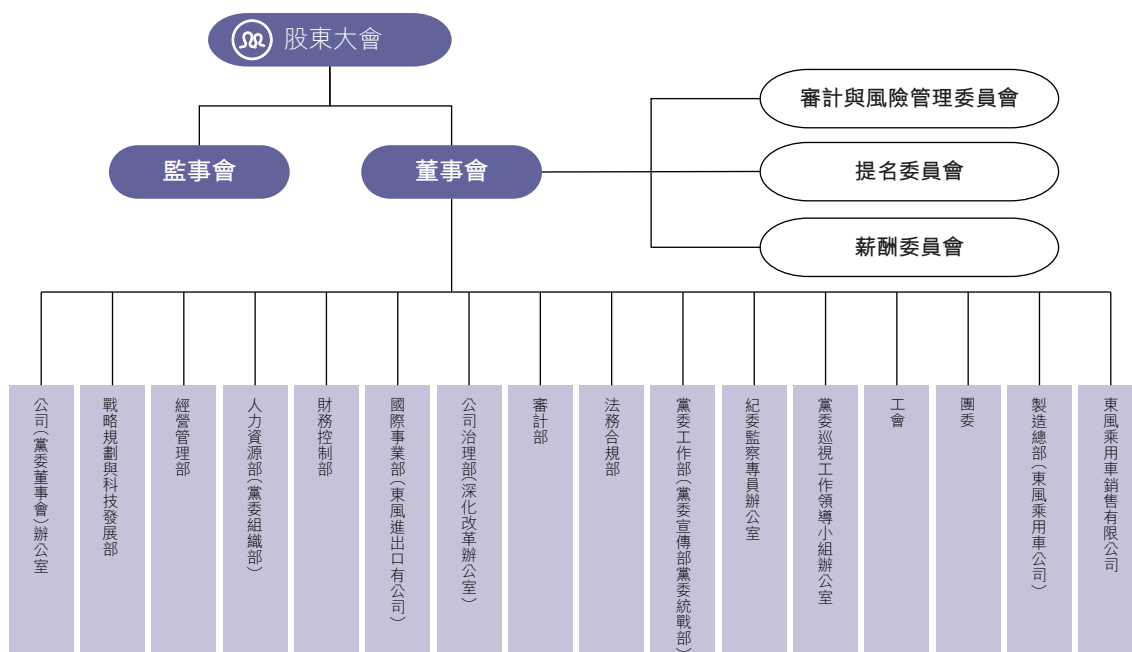 股東大會
監事會
董事會
審計與風險管理委員會
提名委員會
薪酬委員會
公司（黨委董事會）辦公室
戰略規劃與科技發展部
經營管理部
人力資源部（黨委組織部）
財務控制部
國際事業部（東風進出口有公司）
公司治理部（深化改革辦公室）
審計部
法務合規部
黨委工作部（黨委宣傳部黨委統戰部）
紀委監察專員辦公室
黨委巡視工作領導小組辦公室
工會
團委
製造總部（東風乘用車公司）
東風乘用車銷售有限公司